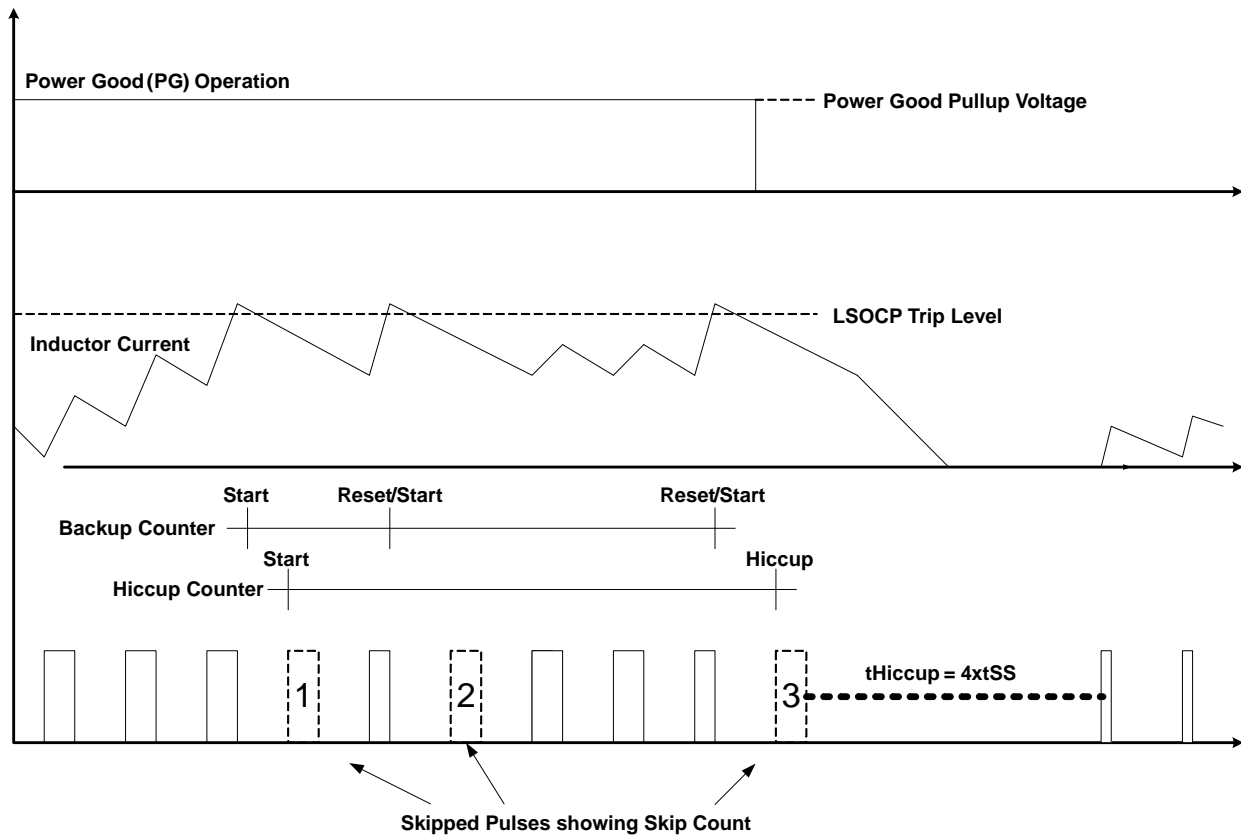 Power Good (PG) Operation
Power Good Pullup Voltage
LSOCP Trip Level
Inductor Current
Start
Reset/Start
Reset/Start
Backup Counter
Start
Hiccup
Hiccup Counter
1
2
3
tHiccup = 4xtSS
Skipped Pulses showing Skip Count